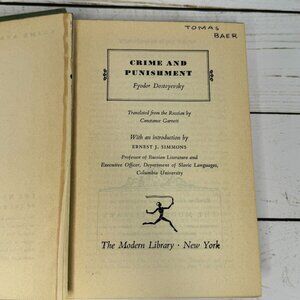 TOMAS
BAER
CRIME AND
PUNISHMENT
Fyodor Dostoyevsky
Translated from the Russian by
Constance Garnett
With an introduction by
ERNEST J. SIMMONS
Professor of Russian Literature and
Executive Officer, Department of Slavic Languages,
Columbia University
The Modern Library · New York